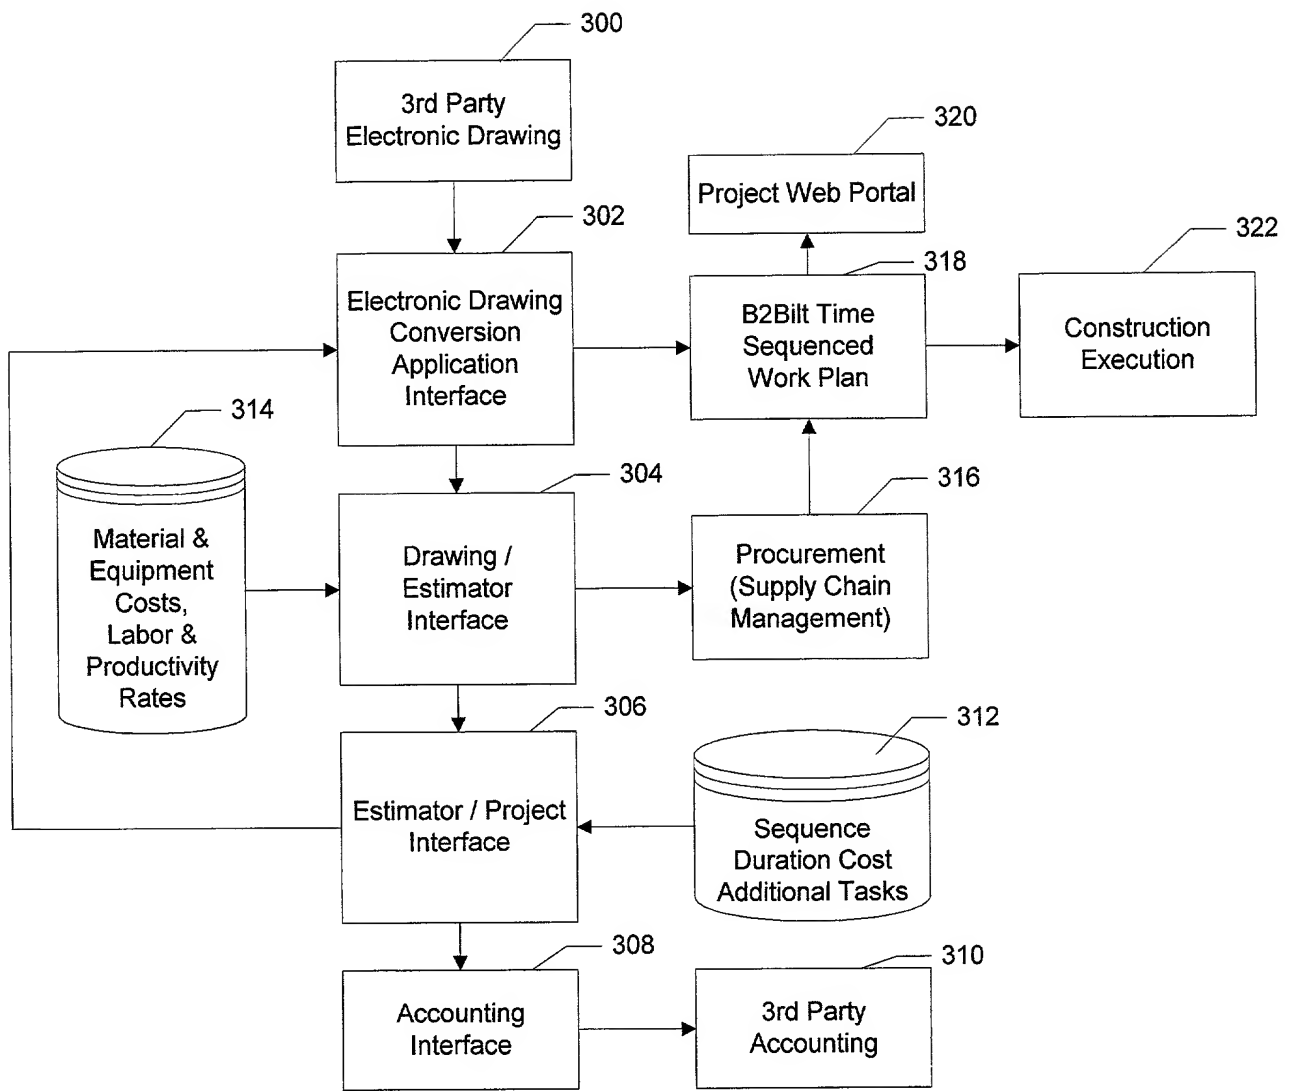 300
3rd Party
Electronic Drawing
320
Project Web Portal
302
322
318
Electronic Drawing
Conversion
Application
Interface
B2Bilt Time
Sequenced
Work Plan
Construction
Execution
314
304
316
Material &
Equipment
Costs,
Labor &
Productivity
Rates
Drawing /
Estimator
Interface
Procurement
(Supply Chain
Management)
306
312
Estimator / Project
Interface
Sequence
Duration Cost
Additional Tasks
308
310
Accounting
Interface
3rd Party
Accounting